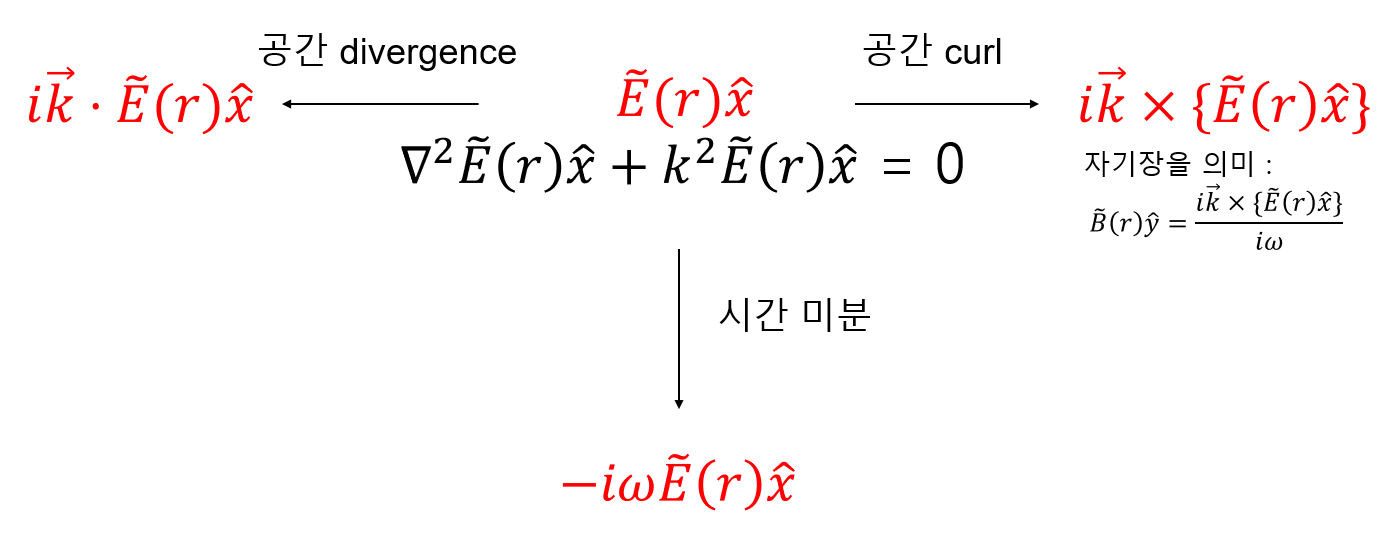 공간 divergence
공간 curl
i\vec{k} · Ẽ(r)x̂
Ẽ(r)x̂
i\vec{k} × {Ẽ(r)x̂}
∇²Ẽ(r)x̂ + k²Ẽ(r)x̂ = 0
자기장을 의미 :
B̃(r)ŷ = \frac{i\vec{k} × {Ẽ(r)x̂}}{iω}
시간 미분
−iωẼ(r)x̂